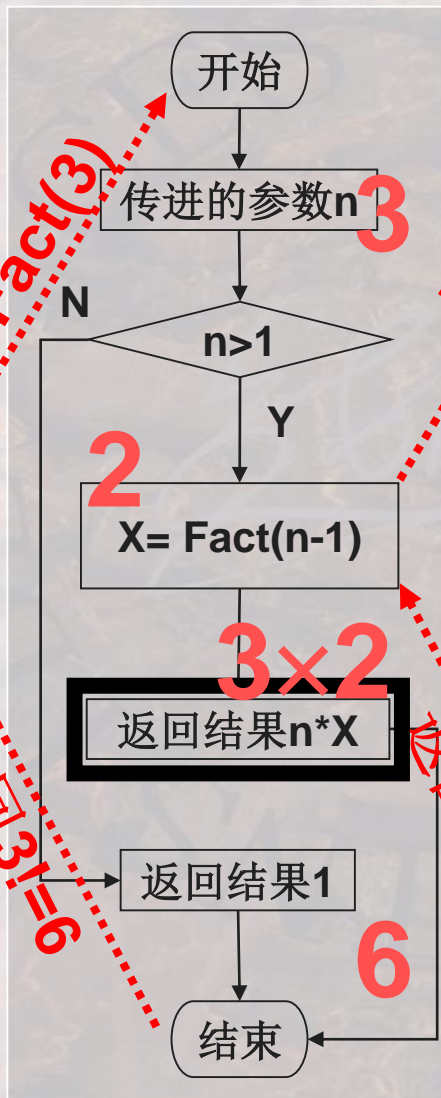 开始
Fact(3)
传进的参数n
3
N
n>1
Y
2
X= Fact(n-1)
3×2
返回结果n*X
回3!=6
返回结果1
6
结束